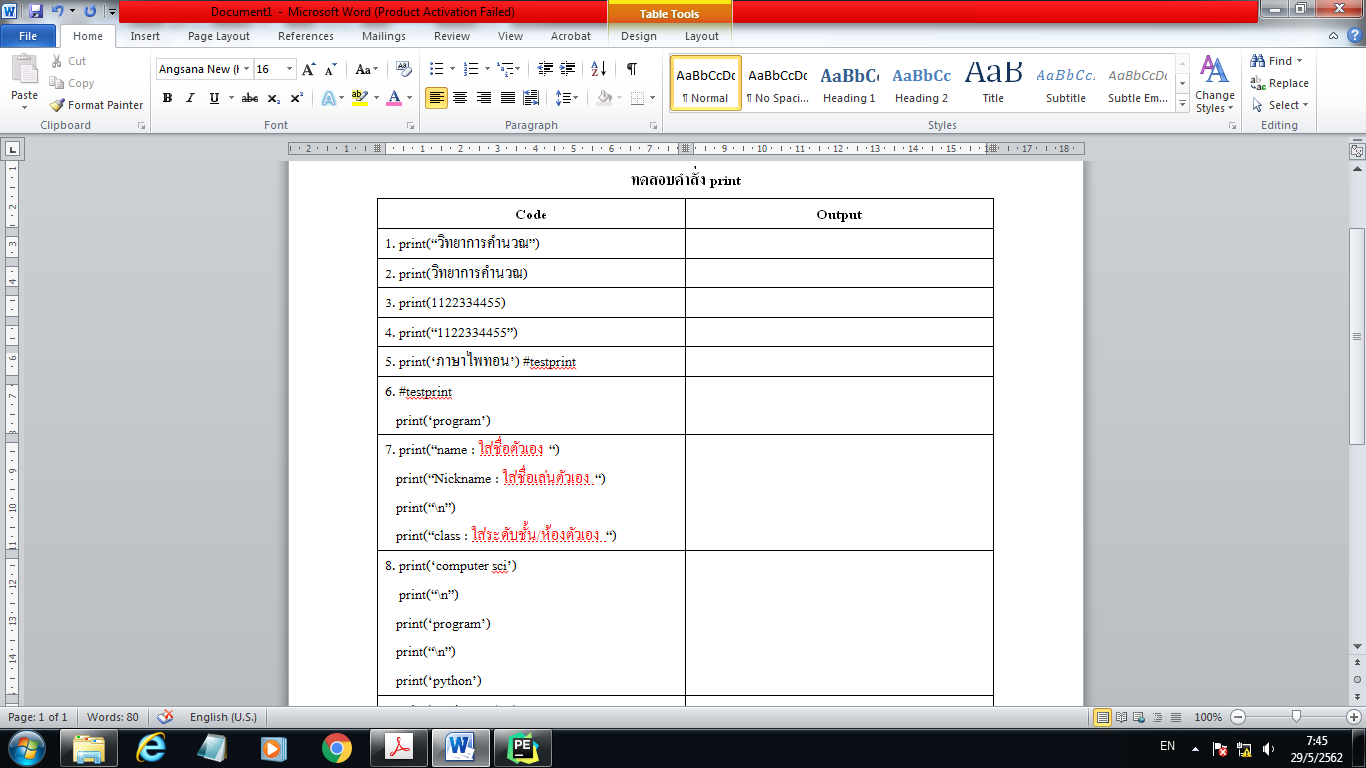 Document1 - Microsoft Word (Product Activation Failed)
Table Tools
File Home Insert Page Layout References Mailings Review View Acrobat Design Layout
Paste
Cut
Copy
Format Painter
Clipboard
Angsana New (H 16
Font
Paragraph
AaBbCcDc AaBbCcDc AaBbCc AaBbCc AaB AaBbCc AaBbCcDc
¶ Normal ¶ No Spaci... Heading 1 Heading 2 Title Subtitle Subtle Em...
Change Styles
Styles
Find
Replace
Select
Editing
ทดสอบคำสั่ง print
Code Output
1. print(“วิทยาการคำนวณ”)
2. print(วิทยาการคำนวณ)
3. print(1122334455)
4. print(“1122334455”)
5. print(‘ภาษาไพทอน’) #testprint
6. #testprint
print(‘program’)
7. print(“name : ใส่ชื่อตัวเอง “)
print(“Nickname : ใส่ชื่อเล่นตัวเอง “)
print(“\n”)
print(“class : ใส่ระดับชั้น/ห้องตัวเอง “)
8. print(‘computer sci’)
print(“\n”)
print(‘program’)
print(“\n”)
print(‘python’)
Page: 1 of 1 Words: 80 English (U.S.) 100%
EN 7:45
29/5/2562